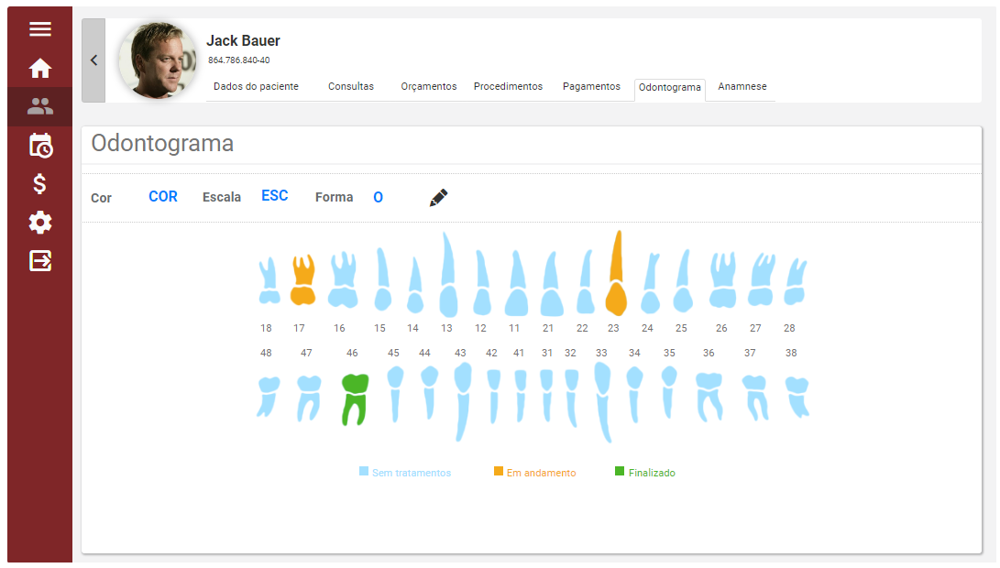 Jack Bauer
864.786.840-40
Dados do paciente Consultas Orçamentos Procedimentos Pagamentos Odontograma Anamnese
Odontograma
Cor COR Escala ESC Forma O
18 17 16 15 14 13 12 11 21 22 23 24 25 26 27 28
48 47 46 45 44 43 42 41 31 32 33 34 35 36 37 38
Sem tratamentos Em andamento Finalizado